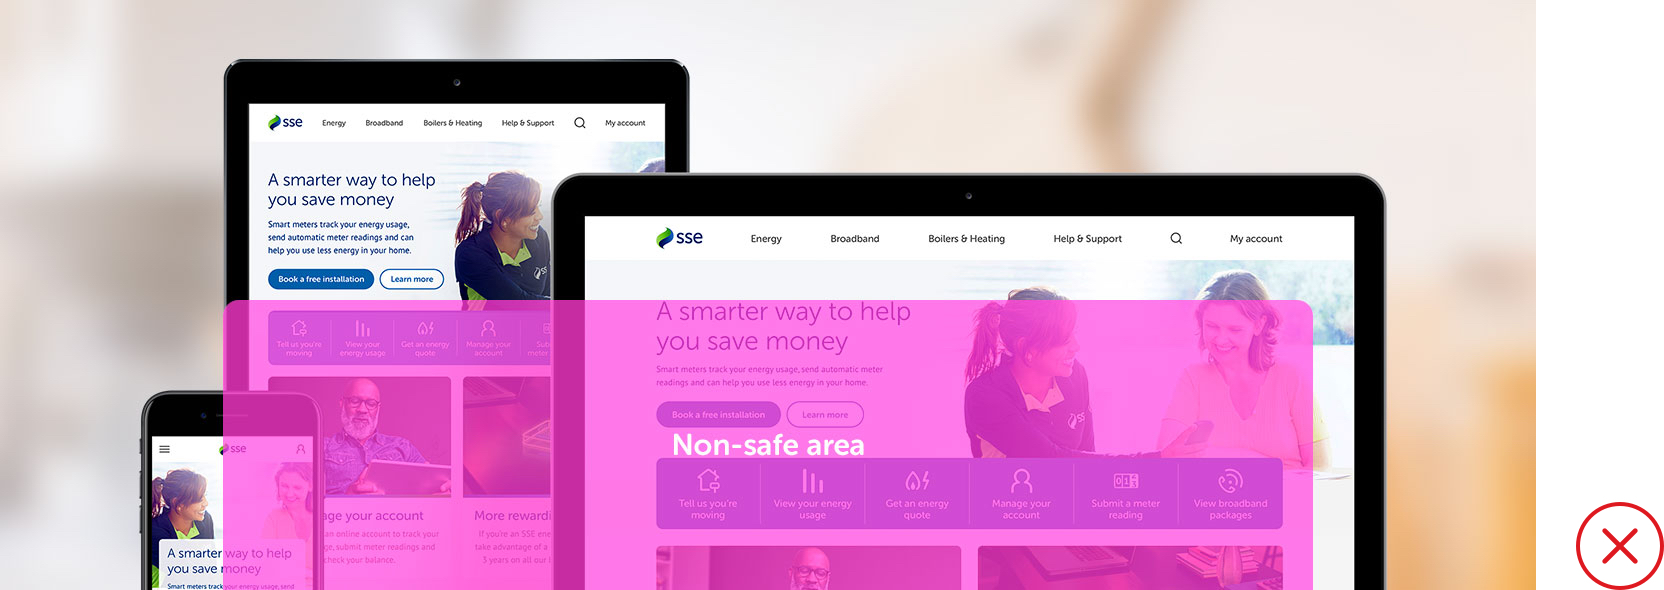 sse
Energy
Broadband
Boilers & Heating
Help & Support
My account
A smarter way to help
you save money
Smart meters track your energy usage,
send automatic meter readings and can
help you use less energy in your home.
Book a free installation
Learn more
Tell us you're
moving
View your
energy usage
Get an energy
quote
Manage your
account
Sub
meter
age your account
an online account to track your
ge, submit meter readings and
check your balance.
More rewardi
If you're an SSE ene
take advantage of a
5 years on all our
sse
A smarter way to help
you save money
Smart meters track your energy usage, send
sse
Energy
Broadband
Boilers & Heating
Help & Support
My account
A smarter way to help
you save money
Smart meters track your energy usage, send automatic meter
readings and can help you use less energy in your home.
Book a free installation
Learn more
Non-safe area
Tell us you're
moving
View your energy
usage
Get an energy
quote
Manage your
account
Submit a meter
reading
View broadband
packages